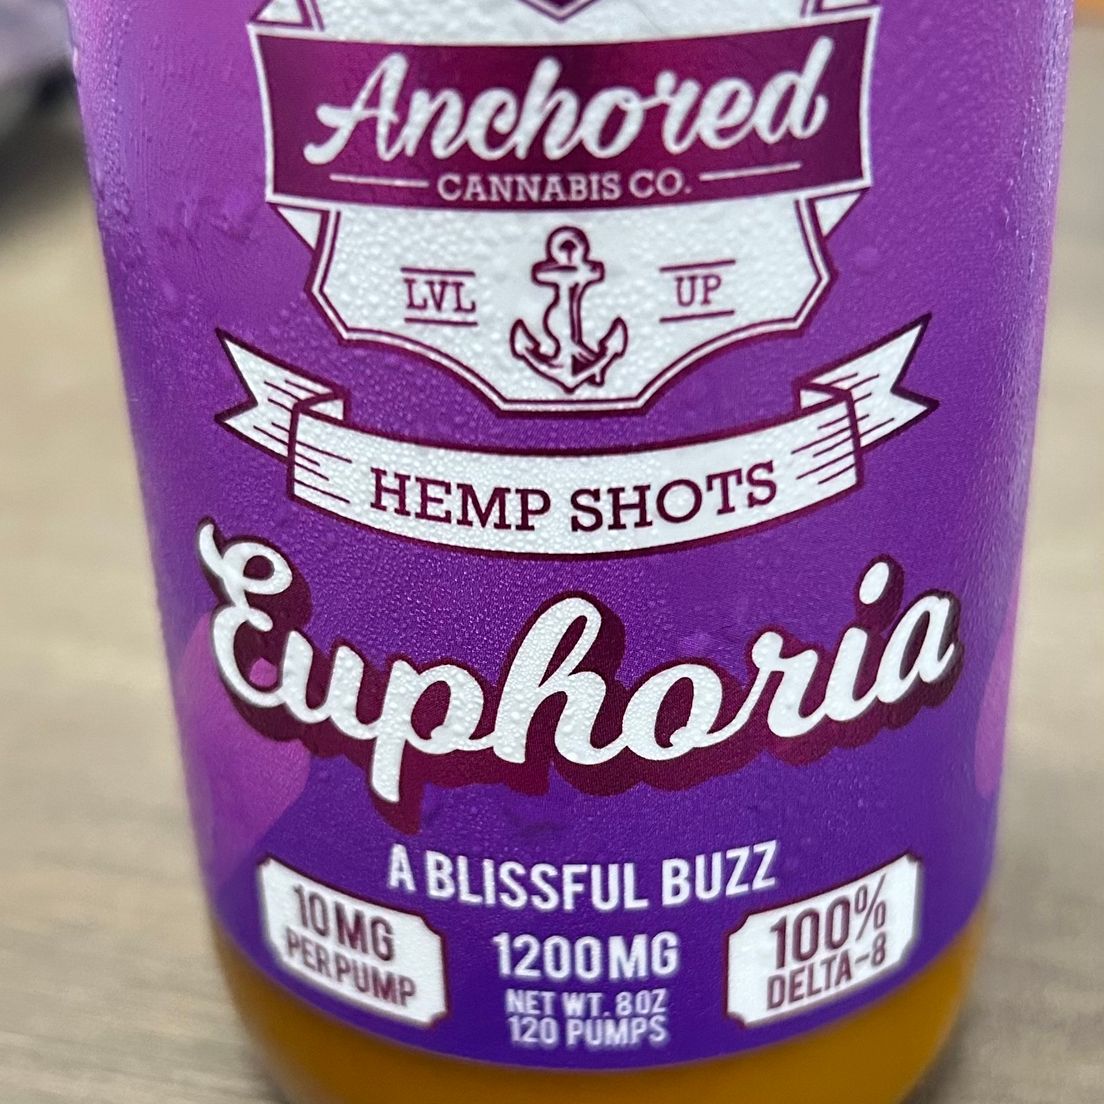 Anchored
CANNABIS CO.
LVL UP
HEMP SHOTS
Euphoria
A BLISSFUL BUZZ
10MG
PER PUMP
1200MG
NET WT. 8OZ
120 PUMPS
100%
DELTA-8